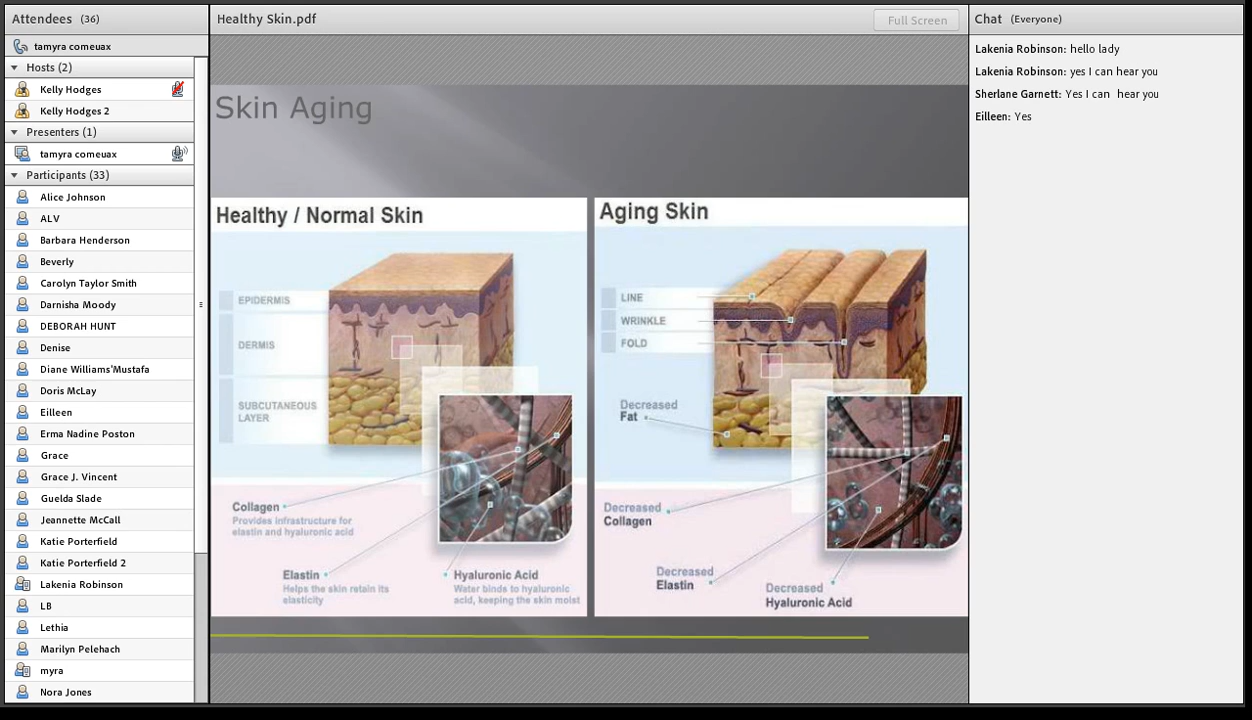 Attendees (36)
tamyra comeuax
Hosts (2)
Kelly Hodges
Kelly Hodges 2
Presenters (1)
tamyra comeuax
Participants (33)
Alice Johnson
ALV
Barbara Henderson
Beverly
Carolyn Taylor Smith
Darnisha Moody
DEBORAH HUNT
Denise
Diane Williams'Mustafa
Doris McLay
Eilleen
Erma Nadine Poston
Grace
Grace J. Vincent
Guelda Slade
Jeannette McCall
Katie Porterfield
Katie Porterfield 2
Lakenia Robinson
LB
Lethia
Marilyn Pelehach
myra
Nora Jones
Healthy Skin.pdf
Full Screen
Skin Aging
Healthy / Normal Skin
EPIDERMIS
DERMIS
SUBCUTANEOUS
LAYER
Collagen
Provides infrastructure for
elastin and hyaluronic acid
Elastin
Helps the skin retain its
elasticity
Hyaluronic Acid
Water binds to hyaluronic
acid, keeping the skin moist
Aging Skin
LINE
WRINKLE
FOLD
Decreased
Fat
Decreased
Collagen
Decreased
Elastin
Decreased
Hyaluronic Acid
Chat (Everyone)
Lakenia Robinson: hello lady
Lakenia Robinson: yes I can hear you
Sherlane Garnett: Yes I can hear you
Eilleen: Yes